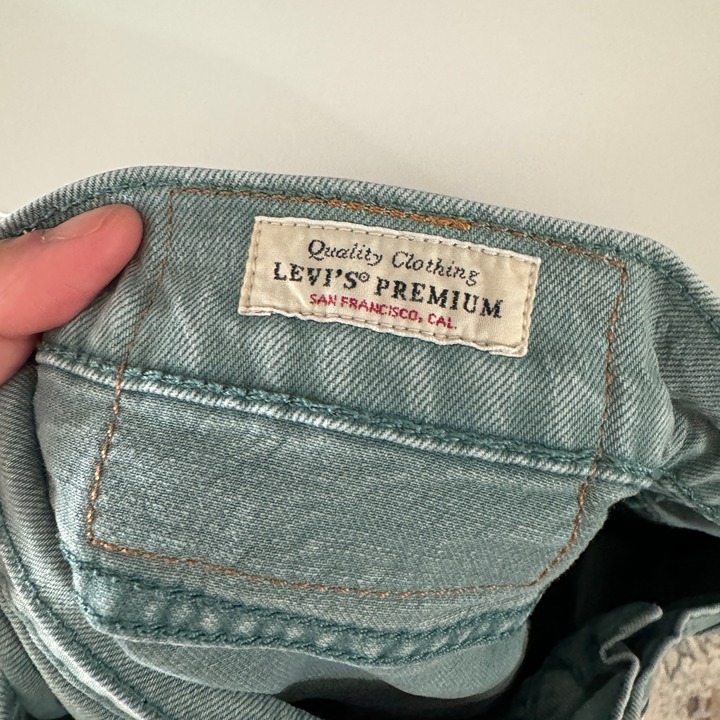 Quality Clothing
LEVI'S® PREMIUM
SAN FRANCISCO, CAL.